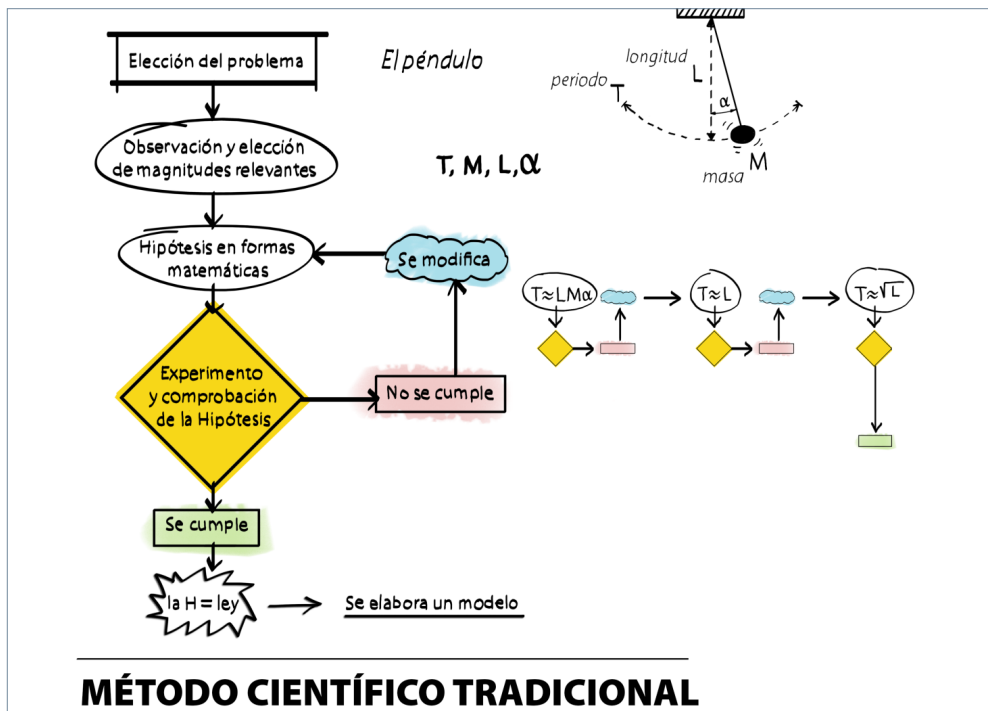 Elección del problema
El péndulo
longitud
L
periodo
T
α
M
masa
Observación y elección
de magnitudes relevantes
T, M, L, α
Hipótesis en formas
matemáticas
Se modifica
T≈LMα
T≈L
T≈√L
Experimento
y comprobación
de la Hipótesis
No se cumple
Se cumple
la H = ley
Se elabora un modelo
MÉTODO CIENTÍFICO TRADICIONAL